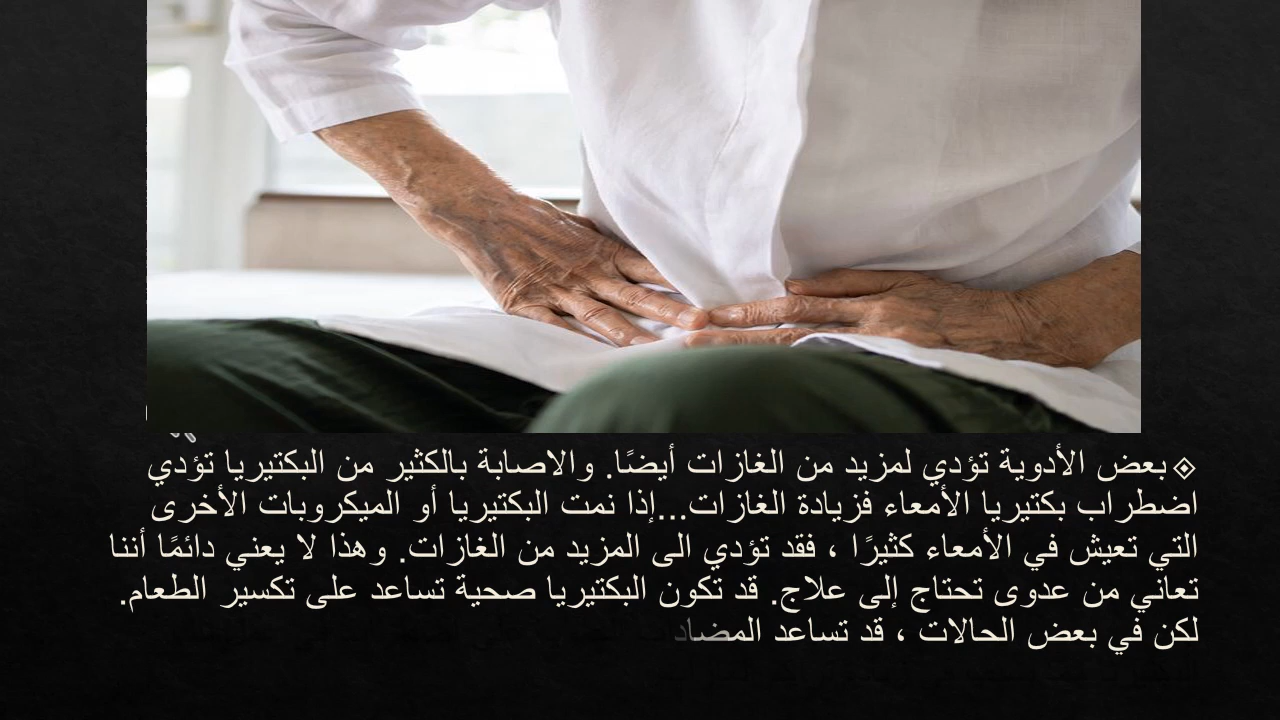 بعض الأدوية تؤدي لمزيد من الغازات أيضًا. والاصابة بالكثير من البكتيريا تؤدي
اضطراب بكتيريا الأمعاء فزيادة الغازات...إذا نمت البكتيريا أو الميكروبات الأخرى
التي تعيش في الأمعاء كثيرًا ، فقد تؤدي الى المزيد من الغازات. وهذا لا يعني دائمًا أننا
تعاني من عدوى تحتاج إلى علاج. قد تكون البكتيريا صحية تساعد على تكسير الطعام.
لكن في بعض الحالات ، قد تساعد المضاد